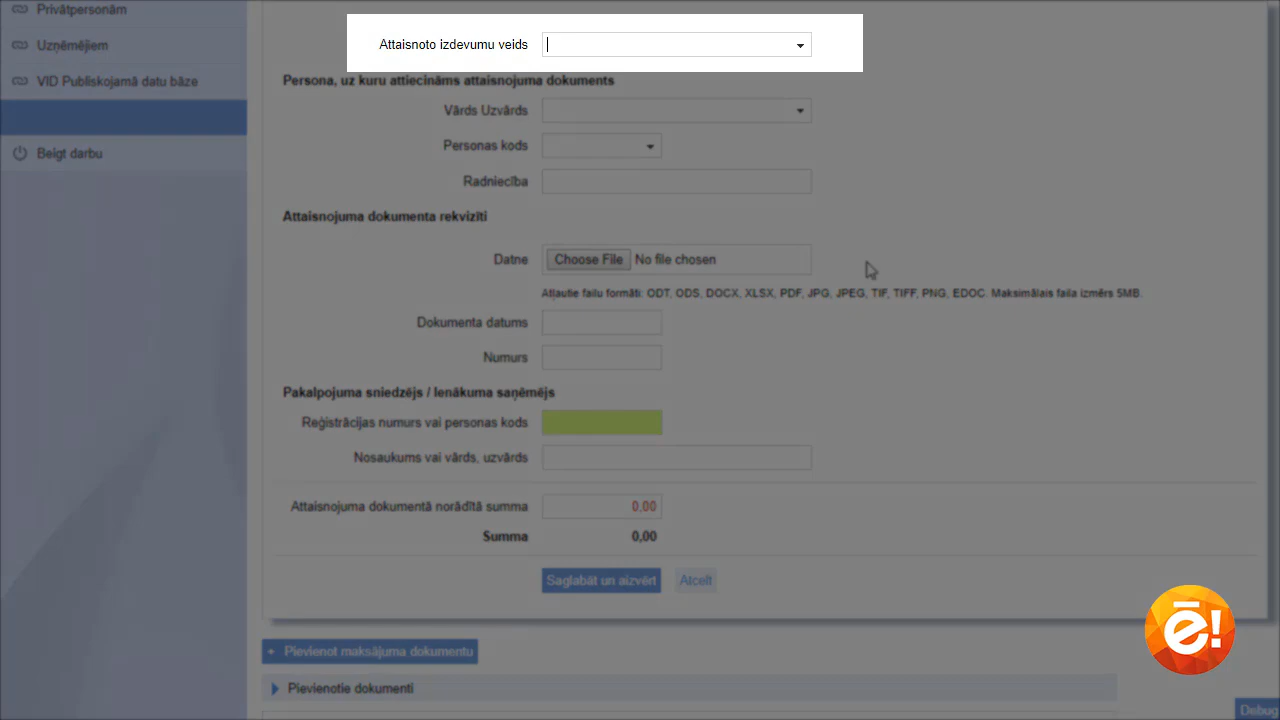 Privātpersonām
Uzņēmējiem
VID Publiskojamā datu bāze
Beigt darbu
Attaisnoto izdevumu veids
Persona, uz kuru attiecināms attaisnojuma dokuments
Vārds Uzvārds
Personas kods
Radniecība
Attaisnojuma dokumenta rekvizīti
Datne Choose File No file chosen
Atļautie failu formāti: ODT, ODS, DOCX, XLSX, PDF, JPG, JPEG, TIF, TIFF, PNG, EDOC. Maksimālais faila izmērs 5MB.
Dokumenta datums
Numurs
Pakalpojuma sniedzējs / Ienākuma saņēmējs
Reģistrācijas numurs vai personas kods
Nosaukums vai vārds, uzvārds
Attaisnojuma dokumentā norādītā summa 0,00
Summa 0,00
Saglabāt un aizvērt Atcelt
ē!
+ Pievienot maksājuma dokumentu
Pievienotie dokumenti
Debug